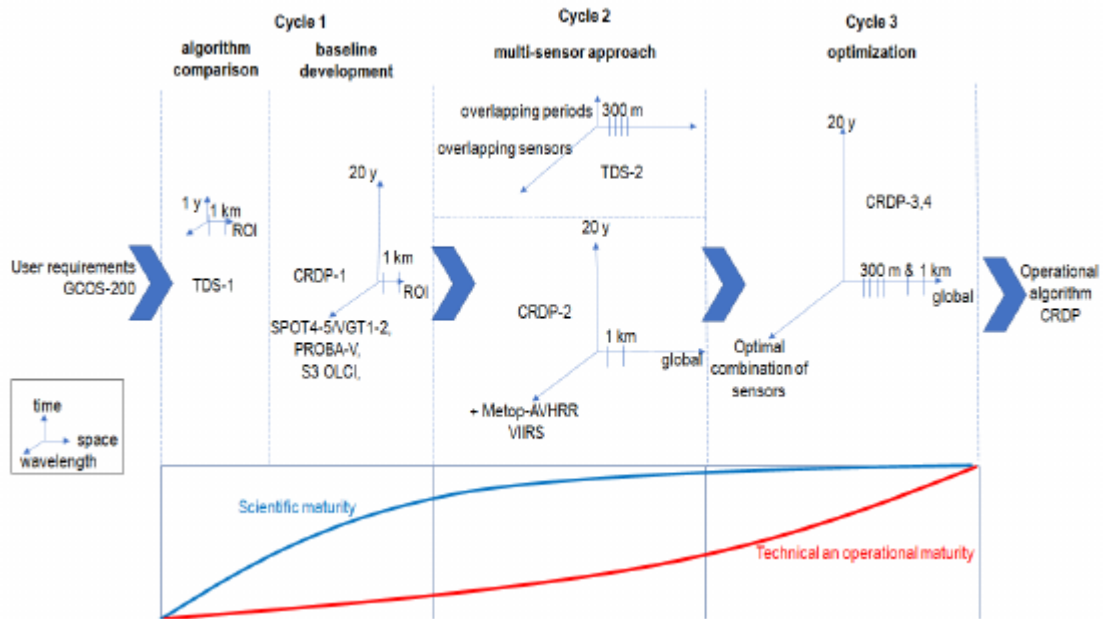 Cycle 1
Cycle 2
Cycle 3
algorithm
comparison
baseline
development
multi-sensor approach
optimization
overlapping periods
300 m
overlapping sensors
TDS-2
20 y
1 y
1 km
ROI
TDS-1
20 y
CRDP-1
1 km
ROI
SPOT4-5/VGT1-2,
PROBA-V,
S3 OLCI,
20 y
CRDP-2
1 km
global
+ Metop-AVHRR
VIIRS
CRDP-3,4
300 m & 1 km
global
Optimal
combination of
sensors
User requirements
GCOS-200
Operational
algorithm
CRDP
time
space
wavelength
Scientific maturity
Technical an operational maturity